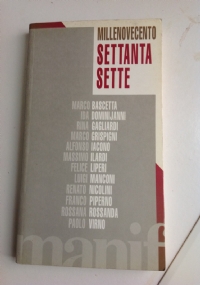 MILLENOVECENTO
SETTANTA
SETTE
MARCO BASCETTA
IDA DOMINIJANNI
RINA GAGLIARDI
MARCO GRISPIGNI
ALFONSO IACONO
MASSIMO ILARDI
FELICE LIPERI
LUIGI MANCONI
RENATO NICOLINI
FRANCO PIPERNO
ROSSANA ROSSANDA
PAOLO VIRNO
manif